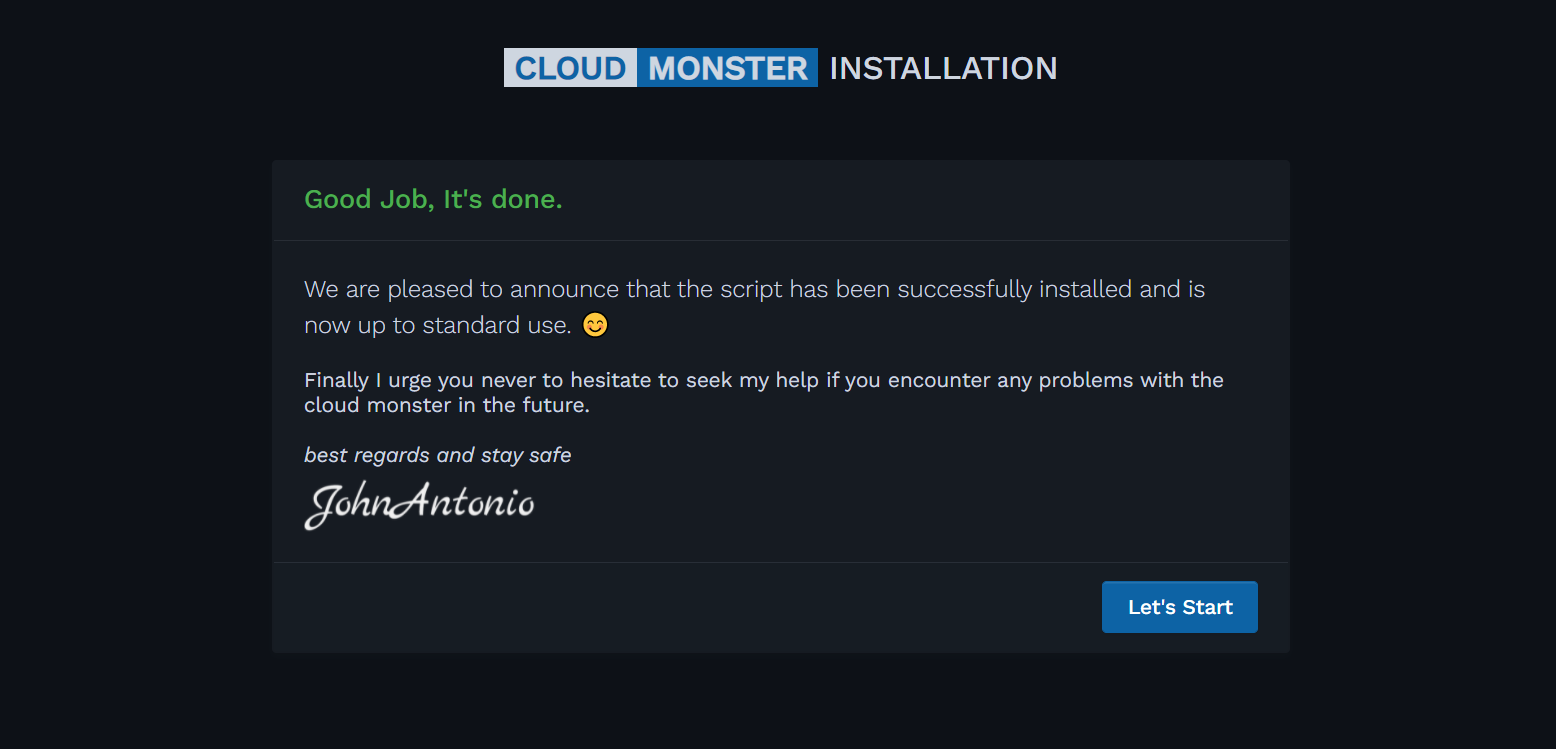 CLOUD MONSTER INSTALLATION
Good Job, It's done.
We are pleased to announce that the script has been successfully installed and is
now up to standard use. 😊
Finally I urge you never to hesitate to seek my help if you encounter any problems with the
cloud monster in the future.
best regards and stay safe
JohnAntonio
Let's Start